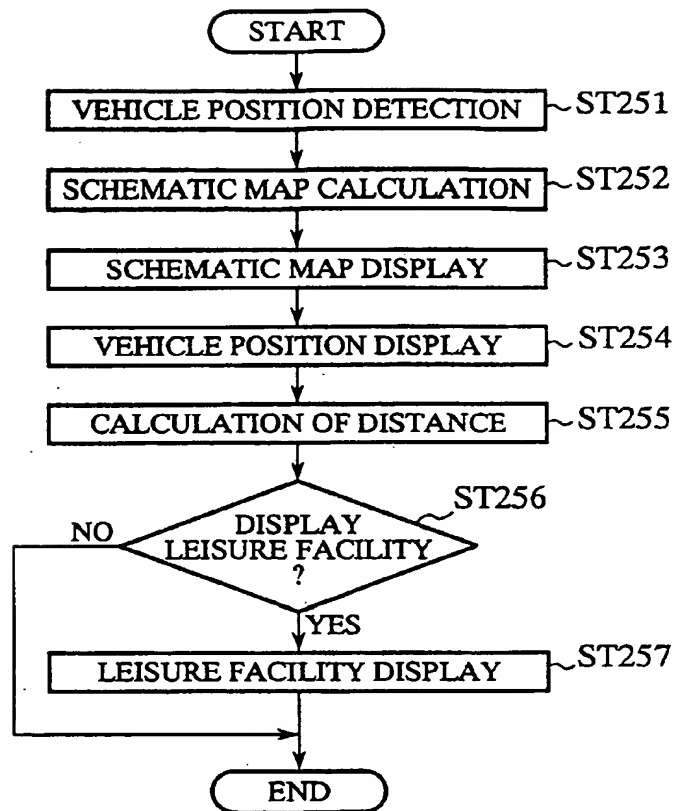 START
VEHICLE POSITION DETECTION
ST251
SCHEMATIC MAP CALCULATION
ST252
SCHEMATIC MAP DISPLAY
ST253
VEHICLE POSITION DISPLAY
ST254
CALCULATION OF DISTANCE
ST255
ST256
DISPLAY
LEISURE FACILITY
?
NO
YES
LEISURE FACILITY DISPLAY
ST257
END